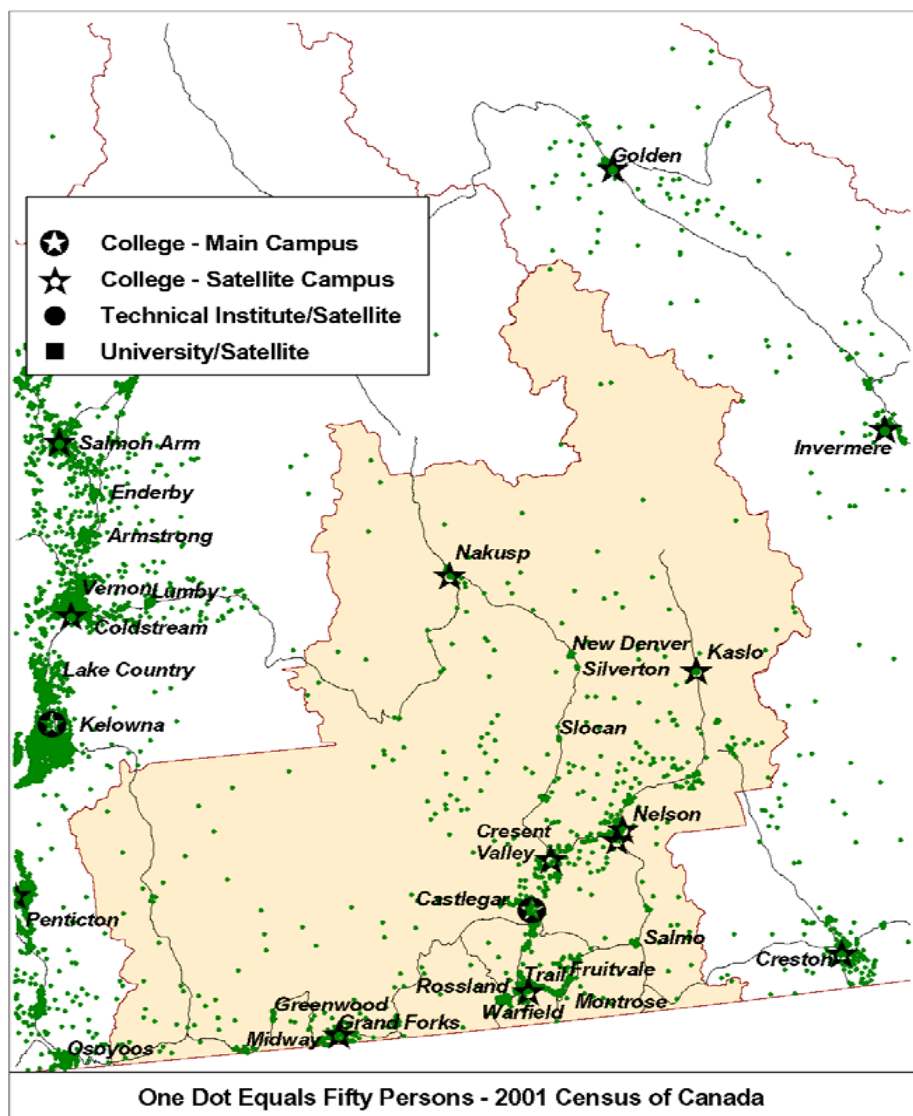 Golden
College - Main Campus
College - Satellite Campus
Technical Institute/Satellite
University/Satellite
Salmon Arm
Invermere
Enderby
Armstrong
Nakusp
Vernon
Lumby
Coldstream
New Denver
Kaslo
Silverton
Lake Country
Kelowna
Slocan
Nelson
Cresent
Valley
Castlegar
Penticton
Salmo
Creston
Trail
Fruitvale
Rossland
Montrose
Warfield
Greenwood
Grand Forks
Midway
Osoyoos
One Dot Equals Fifty Persons - 2001 Census of Canada